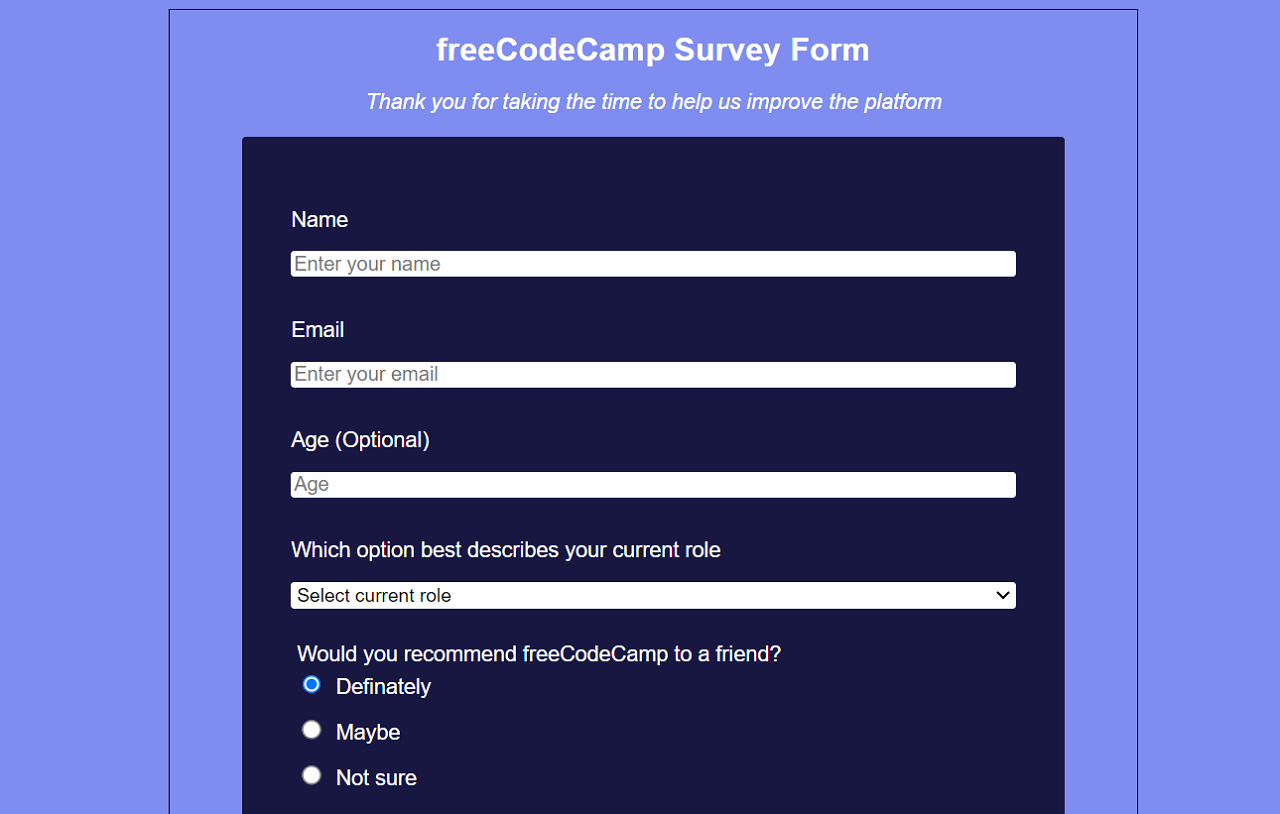 freeCodeCamp Survey Form
Thank you for taking the time to help us improve the platform
Name
Enter your name
Email
Enter your email
Age (Optional)
Age
Which option best describes your current role
Select current role
Would you recommend freeCodeCamp to a friend?
Definately
Maybe
Not sure